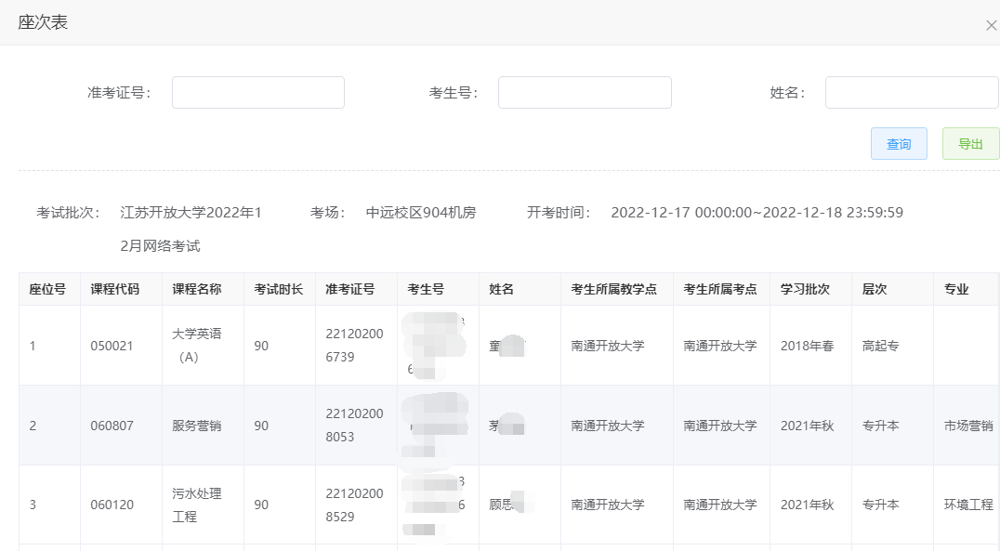 座次表
准考证号：
考生号：
姓名：
查询
导出
考试批次： 江苏开放大学2022年1 考场： 中远校区904机房 开考时间： 2022-12-17 00:00:00~2022-12-18 23:59:59
2月网络考试
座位号 课程代码 课程名称 考试时长 准考证号 考生号 姓名 考生所属教学点 考生所属考点 学习批次 层次 专业
大学英语 22120200
1 050021 90 童 南通开放大学 南通开放大学 2018年春 高起专
（A） 6739 6
22120200
2 060807 服务营销 90 茅 南通开放大学 南通开放大学 2021年秋 专升本 市场营销
8053
污水处理 22120200 3
3 060120 90 6 顾思 南通开放大学 南通开放大学 2021年秋 专升本 环境工程
工程 8529